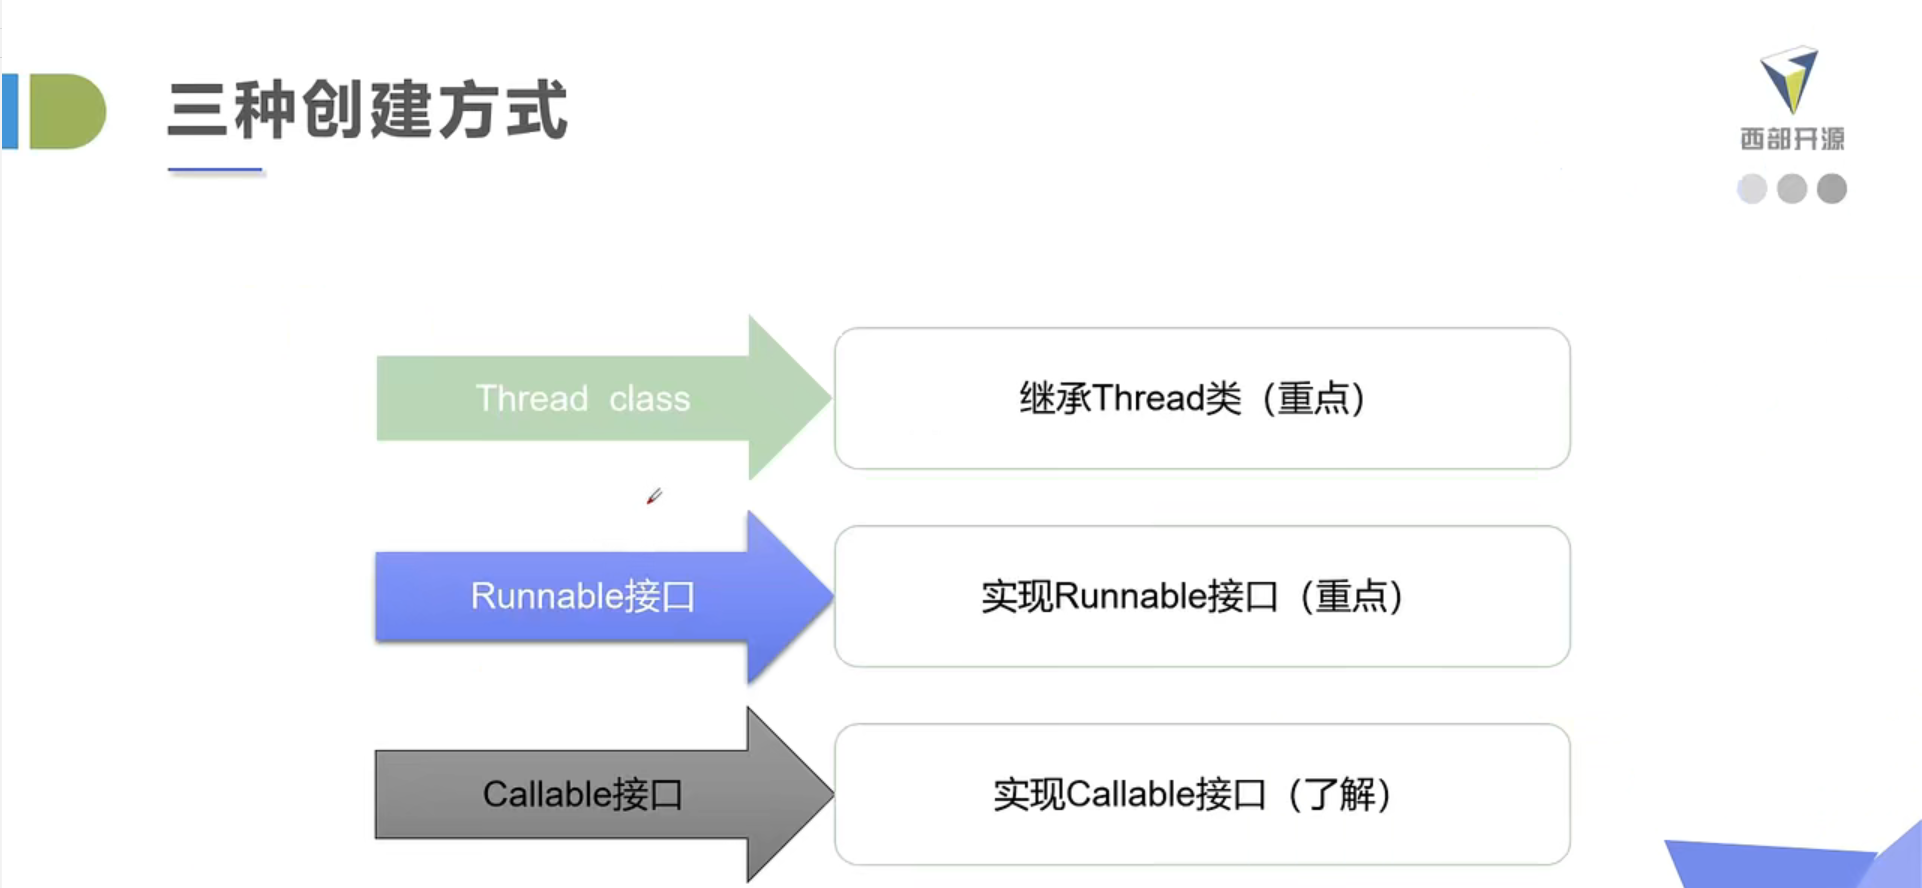 三种创建方式
西部开源
Thread class
继承Thread类（重点）
Runnable接口
实现Runnable接口（重点）
Callable接口
实现Callable接口（了解）